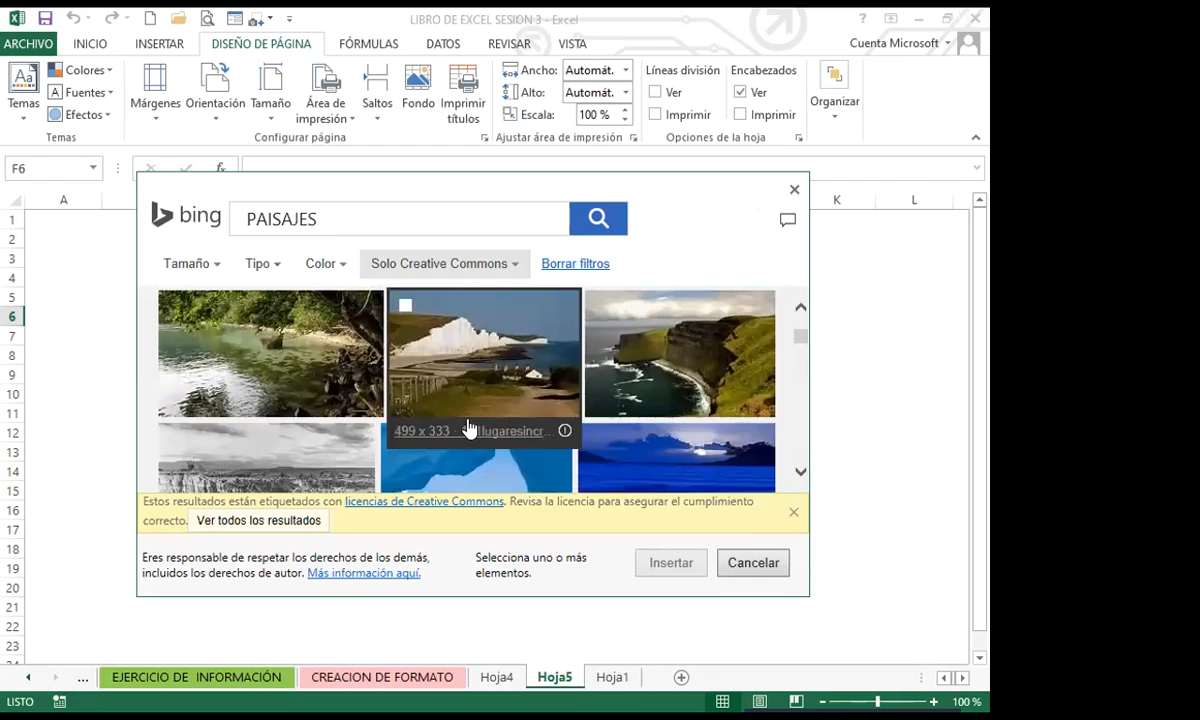 LIBRO DE EXCEL SESION 3 - Excel
ARCHIVO INICIO INSERTAR DISEÑO DE PÁGINA FÓRMULAS DATOS REVISAR VISTA Cuenta Microsoft
Colores Ancho: Automát. Líneas división Encabezados
Fuentes Alto: Automát. Ver Ver
Temas Efectos Márgenes Orientación Tamaño Área de impresión Saltos Fondo Imprimir títulos Escala: 100 % Imprimir Imprimir Organizar
Temas Configurar página Ajustar área de impresión Opciones de la hoja
F6 fx
A K L
1
2
3
4
5
6
7
8
9
10
11
12
13
14
15
16
17
18
19
20
21
22
23
bing PAISAJES
Tamaño Tipo Color Solo Creative Commons Borrar filtros
499 x 333
Estos resultados están etiquetados con licencias de Creative Commons. Revisa la licencia para asegurar el cumplimiento
correcto. Ver todos los resultados
Eres responsable de respetar los derechos de los demás,
incluidos los derechos de autor. Más información aquí.
Selecciona uno o más
elementos.
Insertar Cancelar
... EJERCICIO DE INFORMACIÓN CREACION DE FORMATO Hoja4 Hoja5 Hoja1
LISTO 100 %